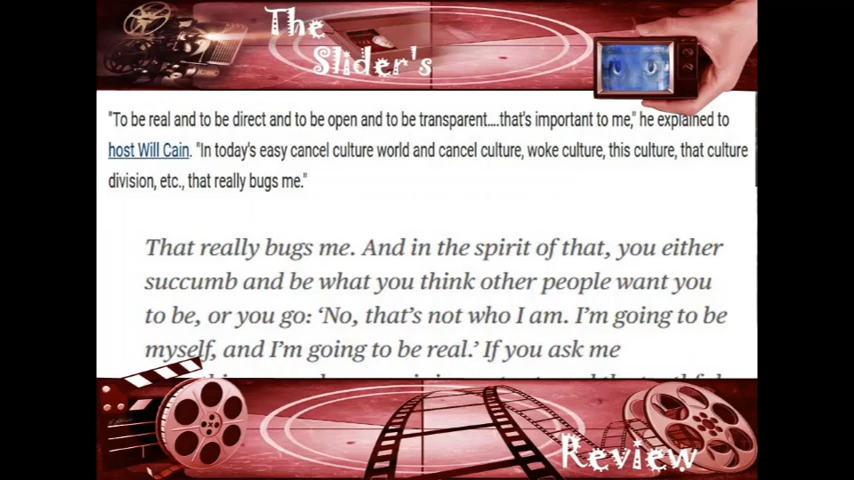 The
Slider's
"To be real and to be direct and to be open and to be transparent....that's important to me," he explained to
host Will Cain. "In today's easy cancel culture world and cancel culture, woke culture, this culture, that culture
division, etc., that really bugs me."
That really bugs me. And in the spirit of that, you either
succumb and be what you think other people want you
to be, or you go: ‘No, that’s not who I am. I’m going to be
myself, and I’m going to be real.’ If you ask me
Review